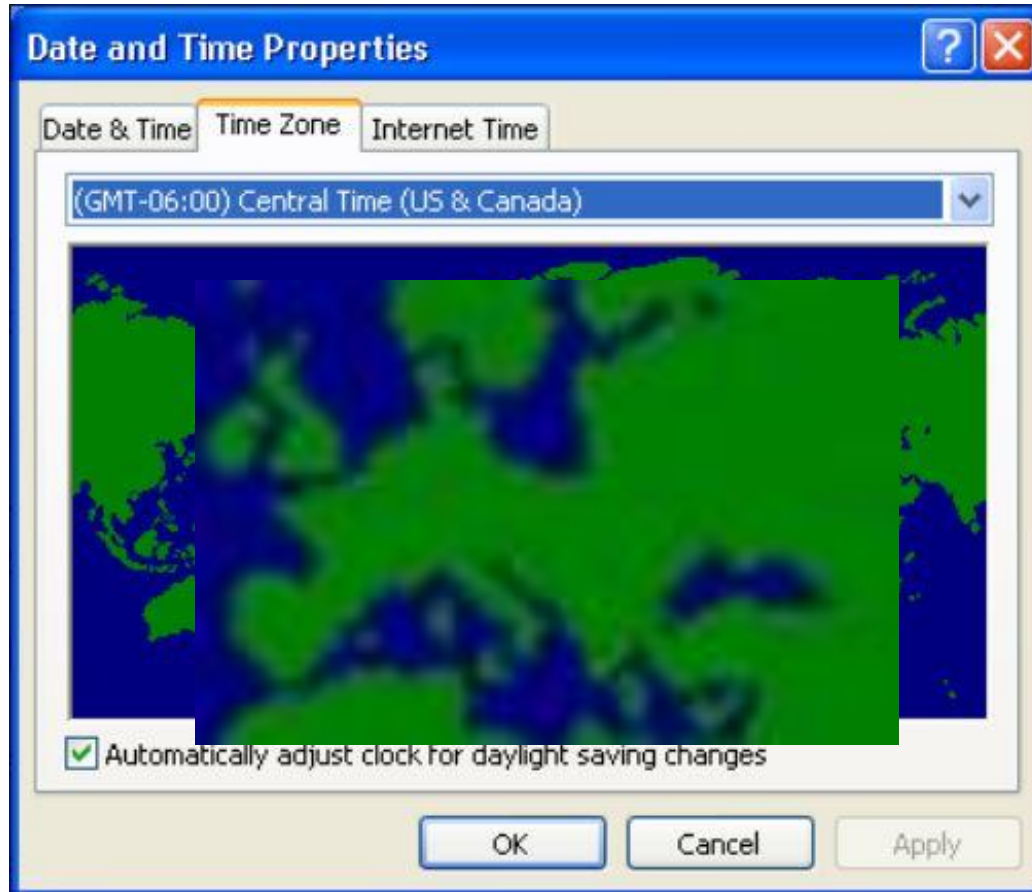 Date and Time Properties
Date & Time Time Zone Internet Time
(GMT-06:00) Central Time (US & Canada)
Automatically adjust clock for daylight saving changes
OK Cancel Apply